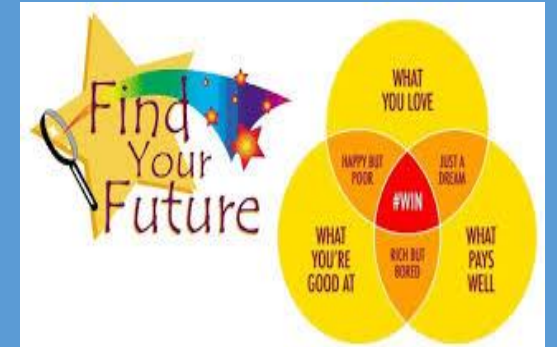 Find
Your
Future
WHAT
YOU LOVE
HAPPY BUT
POOR
JUST A
DREAM
#WIN
WHAT
YOU'RE
GOOD AT
RICH BUT
BORED
WHAT
PAYS
WELL